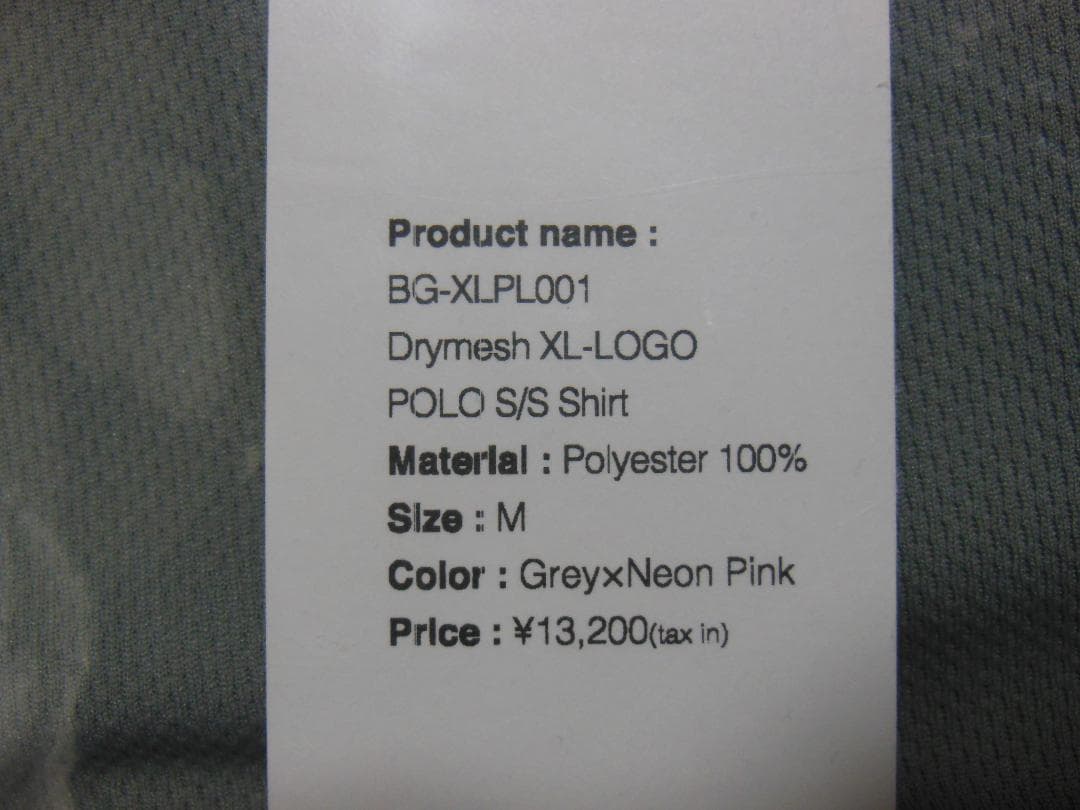 Product name :
BG-XLPL001
Drymesh XL-LOGO
POLO S/S Shirt
Material : Polyester 100%
Size : M
Color : Grey×Neon Pink
Price : ¥13,200(tax in)